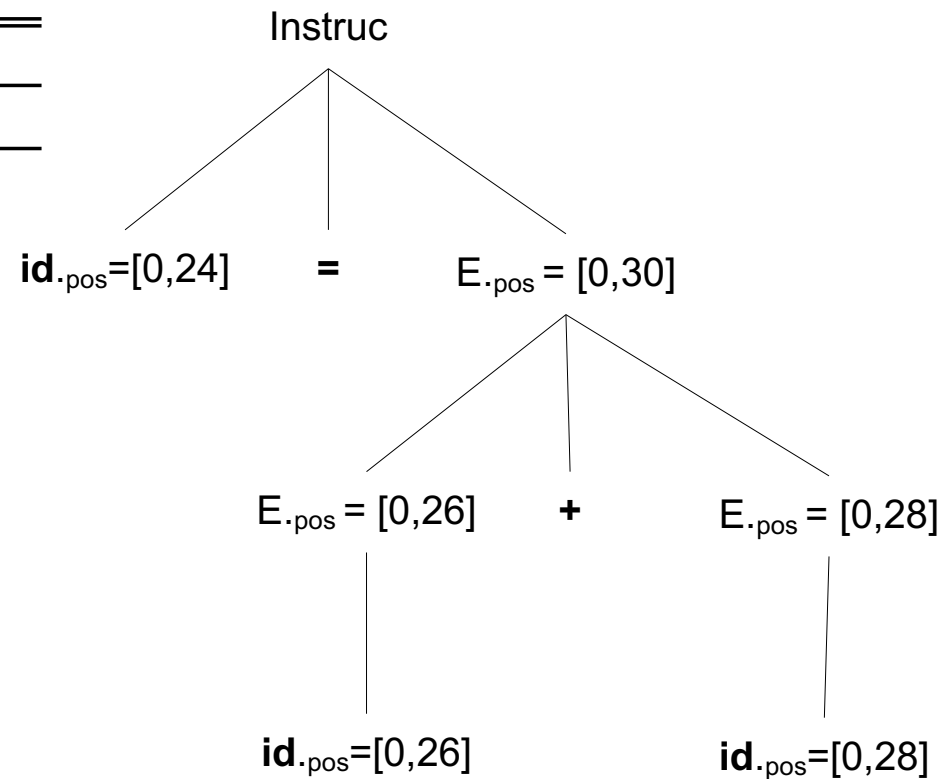 Instruc
id.pos=[0,24] = E.pos = [0,30]
E.pos = [0,26] + E.pos = [0,28]
id.pos=[0,26] id.pos=[0,28]